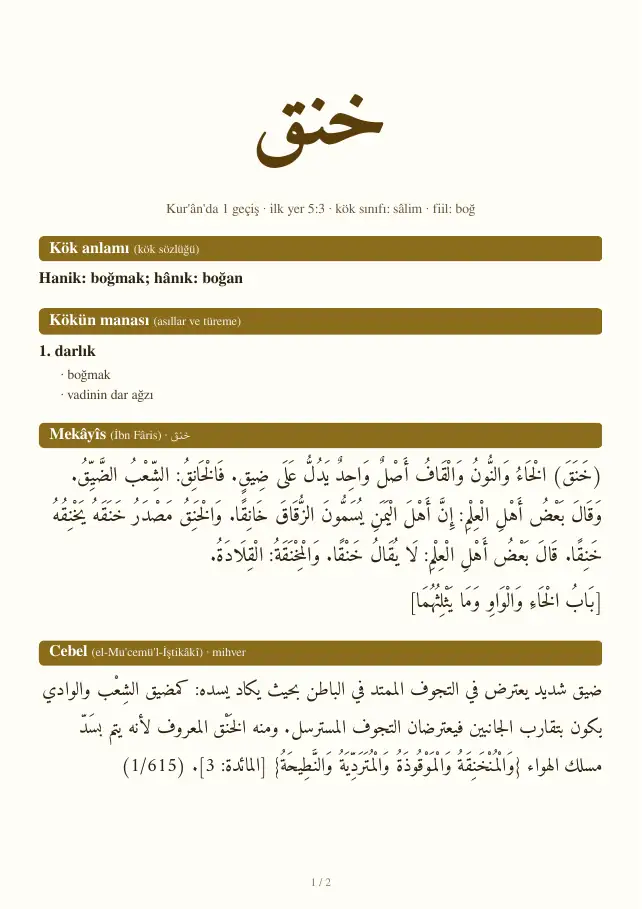 خنق
Kur'ân'da 1 geçiş · ilk yer 5:3 · kök sınıfı: sâlim · fiil: boğ
Kök anlamı (kök sözlüğü)
Hanik: boğmak; hânık: boğan
Kökün manası (asıllar ve türeme)
1. darlık
· boğmak
· vadinin dar ağzı
Mekâyîs (İbn Fâris) · خنق
(خَنَقَ) الْخَاءُ وَالنُّونُ وَالْقَافُ أَصْلٌ وَاحِدٌ يَدُلُّ عَلَى ضِيقٍ. فَالْخَانِقُ: الشِّعْبُ الضَّيِّقُ.
وَقَالَ بَعْضُ أَهْلِ الْعِلْمِ: إِنَّ أَهْلَ الْيَمَنِ يُسَمُّونَ الزُّقَاقَ خَانِقًا. وَالْخَنِقُ مَصْدَرُ خَنَقَهُ يَخْنِقُهُ
خَنِقًا. قَالَ بَعْضُ أَهْلِ الْعِلْمِ: لَا يُقَالُ خَنْقًا. وَالْمِخْنَقَةُ: الْقِلَادَةُ.
[بَابُ الْخَاءِ وَالْوَاوِ وَمَا يَثْلِثُهُمَا]
Cebel (el-Mu'cemü'l-İştikâkî) · mihver
ضيق شديد يعترض في التجوف الممتد في الباطن بحيث يكاد يسده: كمضيق الشِعْب والوادي
يكون بتقارب الجانبين فيعترضان التجوف المسترسل. ومنه الخَنْق المعروف لأنه يتم بسَدّ
مسلك الهواء {وَالْمُنْخَنِقَةُ وَالْمَوْقُوذَةُ وَالْمُتَرَدِّيَةُ وَالنَّطِيحَةُ} [المائدة: 3]. (1/615)
1 / 2